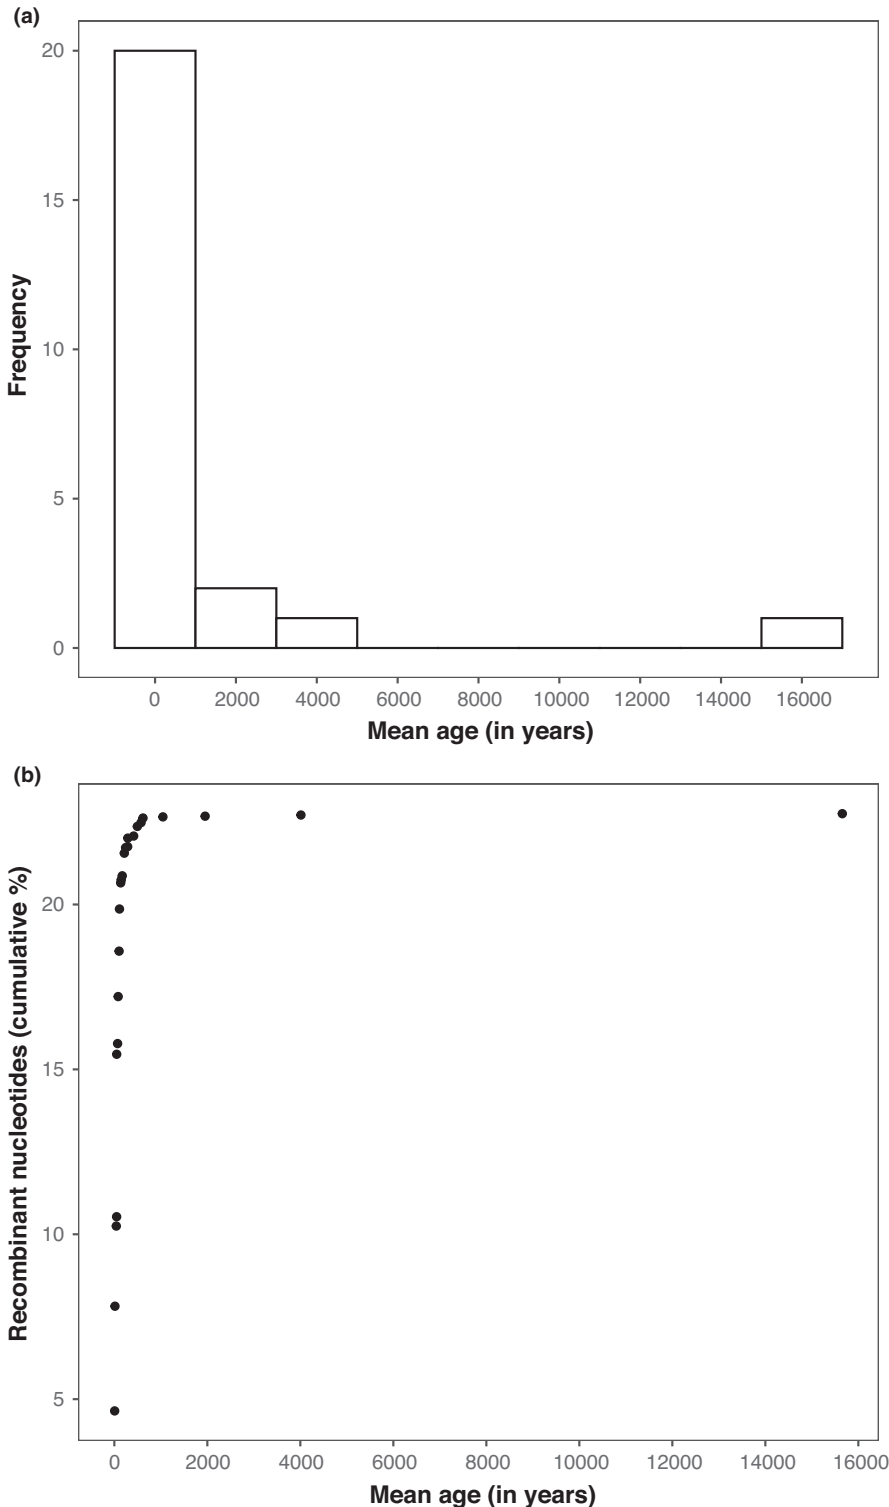 (a)
20
15
10
5
0
Frequency
0 2000 4000 6000 8000 10000 12000 14000 16000
Mean age (in years)
(b)
20
15
10
5
Recombinant nucleotides (cumulative %)
0 2000 4000 6000 8000 10000 12000 14000 16000
Mean age (in years)